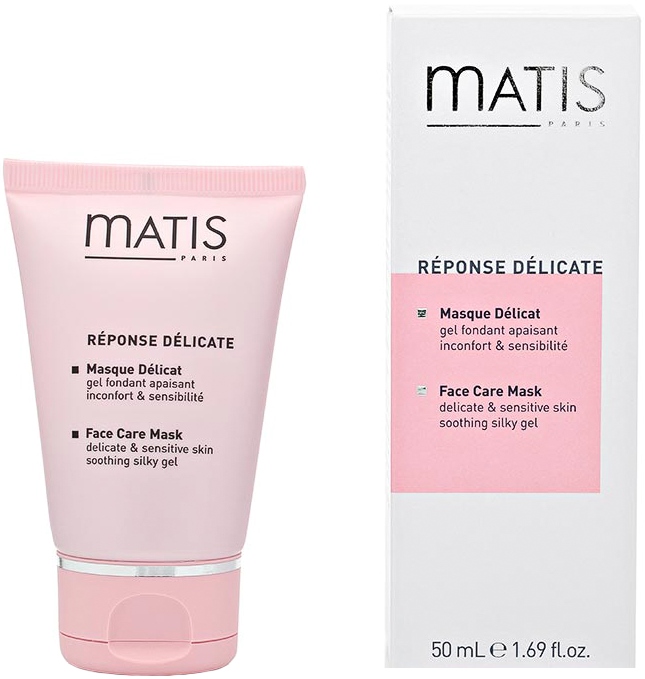 MATIS
PARIS
RÉPONSE DÉLICATE
Masque Délicat
gel fondant apaisant
inconfort & sensibilité
Face Care Mask
delicate & sensitive skin
soothing silky gel
MATIS
PARIS
RÉPONSE DÉLICATE
Masque Délicat
gel fondant apaisant
inconfort & sensibilité
Face Care Mask
delicate & sensitive skin
soothing silky gel
50 mL ℮ 1.69 fl.oz.